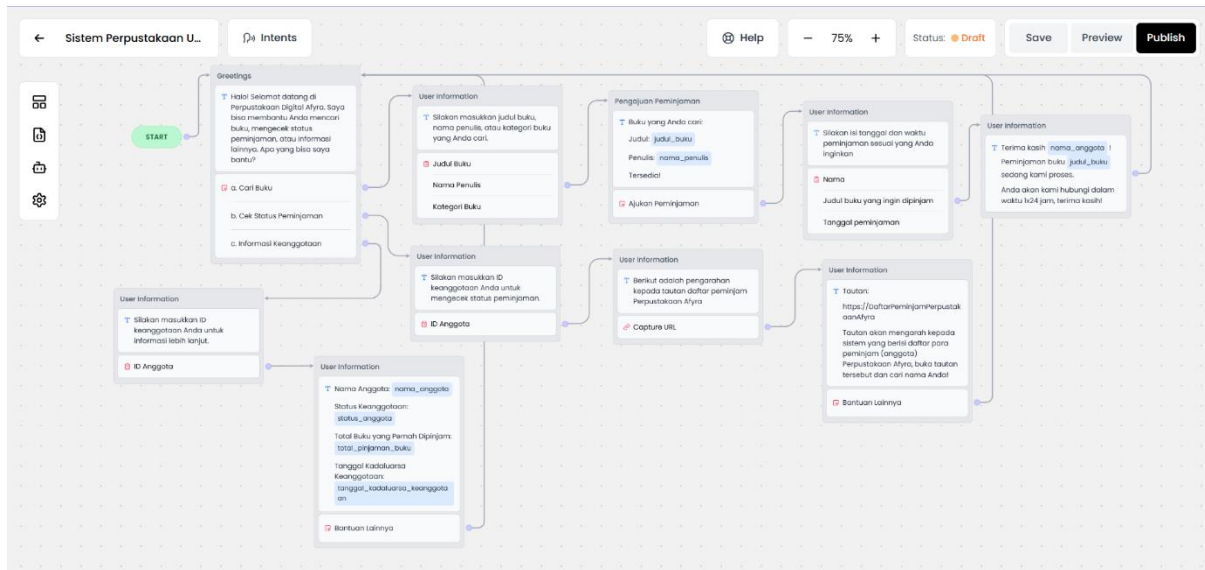 Sistem Perpustakaan U...
Intents
Help
75%
Status: Draft
Save
Preview
Publish
START
Greetings
Halo! Selamat datang di
Perpustakaan Digital Afyra, Saya
bisa membantu Anda mencari
buku, mengecek status
peminjaman, atau informasi
lainnya. Apa yang bisa saya
bantu?
a. Cari Buku
b. Cek Status Peminjaman
c. Informasi Keanggotaan
User Information
Silakan masukkan judul buku,
nama penulis, atau kategori buku
yang Anda cari.
Judul Buku
Nama Penulis
Kategori Buku
Pengajuan Peminjaman
Buku yang Anda cari:
Judul: judul_buku
Penulis: nama_penulis
Tersedia!
Ajukan Peminjaman
User Information
Silakan isi tanggal dan waktu
peminjaman sesuai yang Anda
inginkan
Nama
Judul buku yang ingin dipinjam
Tanggal peminjaman
User Information
Terima kasih nama_anggota !
Peminjaman buku judul_buku
sedang kami proses.
Anda akan kami hubungi dalam
waktu 1x24 jam, terima kasih!
User Information
Silakan masukkan ID
keanggotaan Anda untuk
mengecek status peminjaman.
ID Anggota
User Information
Berikut adalah pengarahan
kepada tautan daftar peminjam
Perpustakaan Afyra
Capture URL
User Information
Tautan:
https://DaftarPeminjamPerpustak
aanAfyra
Tautan akan mengarah kepada
sistem yang berisi daftar para
peminjam (anggota)
Perpustakaan Afyra, buka tautan
tersebut dan cari nama Anda!
Bantuan Lainnya
User Information
Silakan masukkan ID
keanggotaan Anda untuk
informasi lebih lanjut.
ID Anggota
User Information
Nama Anggota: nama_anggota
Status Keanggotaan:
status_anggota
Total Buku yang Pernah Dipinjam:
total_pinjaman_buku
Tanggal Kadaluarsa
Keanggotaan:
tanggal_kadaluarsa_keanggota
an
Bantuan Lainnya